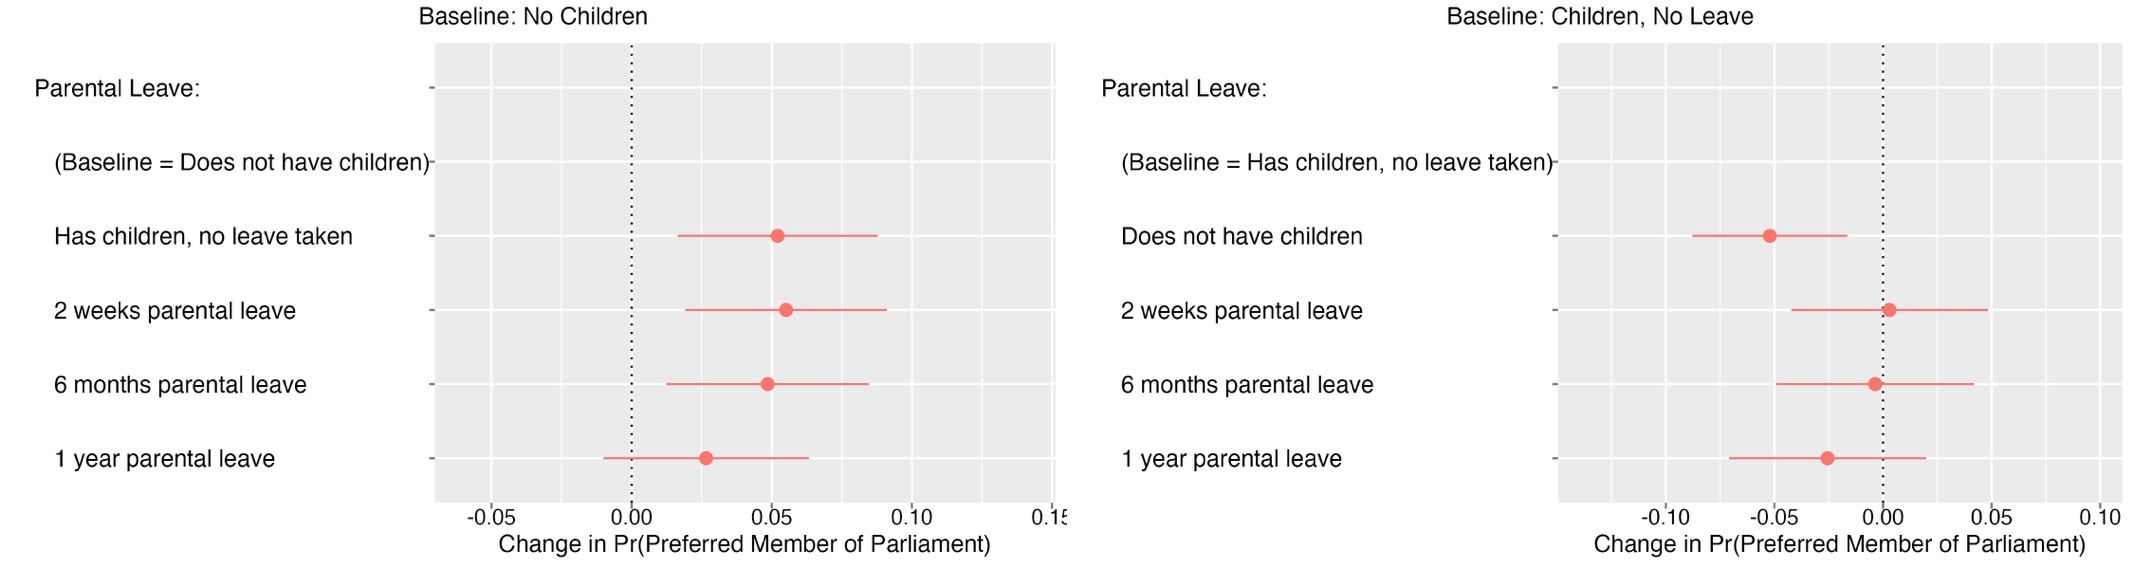 Baseline: No Children
Parental Leave:
(Baseline = Does not have children)
Has children, no leave taken
2 weeks parental leave
6 months parental leave
1 year parental leave
-0.05 0.00 0.05 0.10 0.15
Change in Pr(Preferred Member of Parliament)
Baseline: Children, No Leave
Parental Leave:
(Baseline = Has children, no leave taken)
Does not have children
2 weeks parental leave
6 months parental leave
1 year parental leave
-0.10 -0.05 0.00 0.05 0.10
Change in Pr(Preferred Member of Parliament)